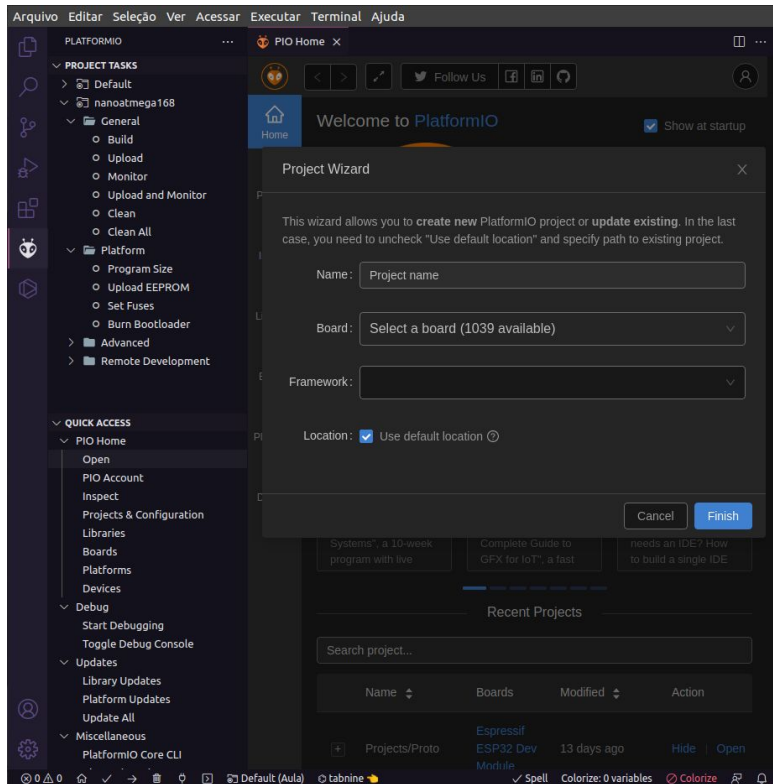 Arquivo Editar Seleção Ver Acessar Executar Terminal Ajuda
PLATFORMIO
PROJECT TASKS
Default
nanoatmega168
General
Build
Upload
Monitor
Upload and Monitor
Clean
Clean All
Platform
Program Size
Upload EEPROM
Set Fuses
Burn Bootloader
Advanced
Remote Development
QUICK ACCESS
PIO Home
Open
PIO Account
Inspect
Projects & Configuration
Libraries
Boards
Platforms
Devices
Debug
Start Debugging
Toggle Debug Console
Updates
Library Updates
Platform Updates
Update All
Miscellaneous
PlatformIO Core CLI
PIO Home
Follow Us
Home
Welcome to PlatformIO
Show at startup
Project Wizard
This wizard allows you to create new PlatformIO project or update existing. In the last
case, you need to uncheck "Use default location" and specify path to existing project.
Name: Project name
Board: Select a board (1039 available)
Framework:
Location: Use default location
Cancel Finish
Systems", a 10-week
program with live
Complete Guide to
GFX for IoT", a fast
needs an IDE? How
to build a single IDE
Recent Projects
Search project...
Name Boards Modified Action
Projects/Proto
Espressif
ESP32 Dev
Module
13 days ago
Hide Open
0 0 Default (Aula) tabnine Spell Colorize: 0 variables Colorize